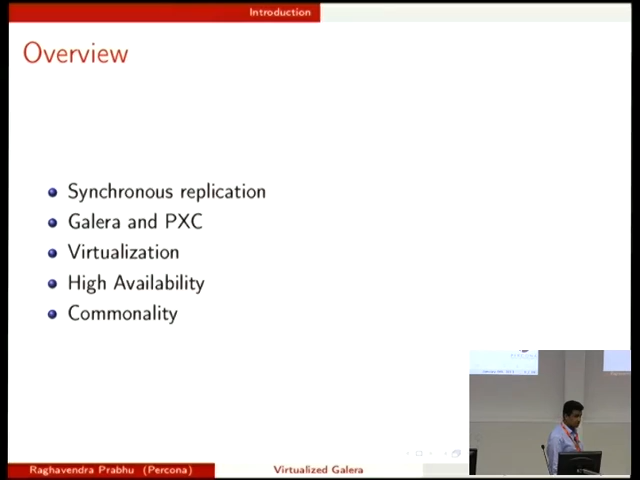 Introduction
Overview
Synchronous replication
Galera and PXC
Virtualization
High Availability
Commonality
Raghavendra Prabhu (Percona)
Virtualized Galera